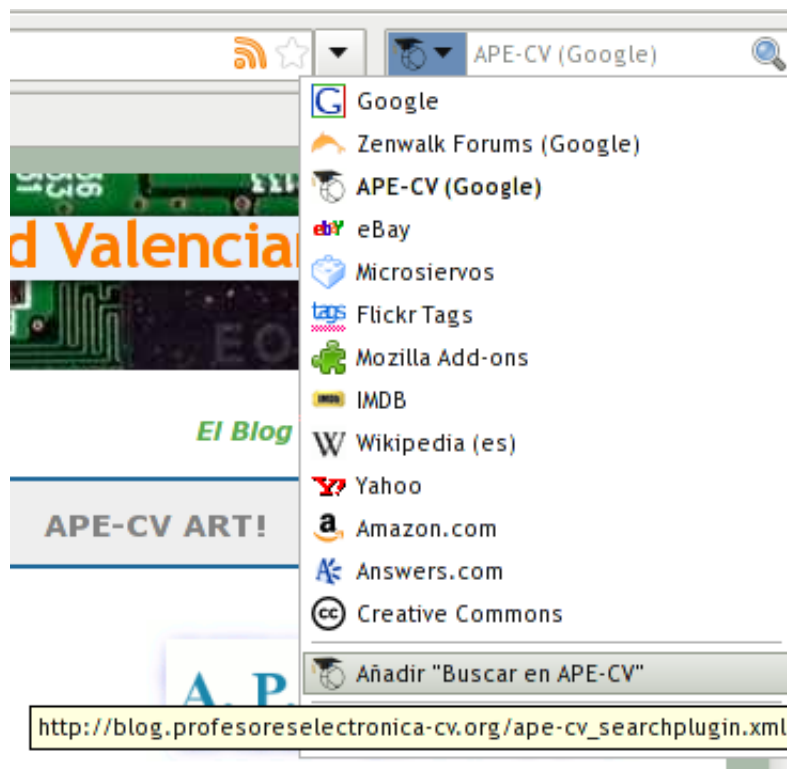 APE-CV (Google)
Google
Zenwalk Forums (Google)
APE-CV (Google)
d Valencia
eBay
Microsiervos
tags Flickr Tags
EO
Mozilla Add-ons
IMDB
El Blog
Wikipedia (es)
Yahoo
APE-CV ART!
Amazon.com
Answers.com
Creative Commons
Añadir "Buscar en APE-CV"
A. P.
http://blog.profesoreselectronica-cv.org/ape-cv_searchplugin.xml